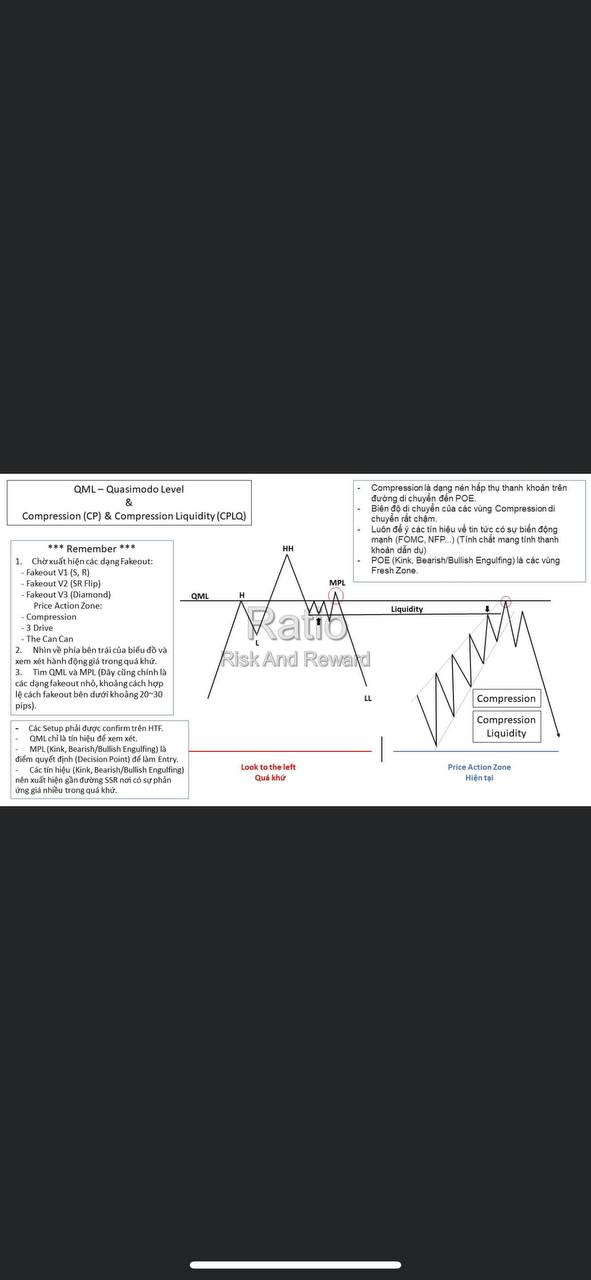 QML – Quasimodo Level
&
Compression (CP) & Compression Liquidity (CPLQ)
- Compression là dạng nén hấp thụ thanh khoản trên
đường di chuyển đến POE.
- Biên độ di chuyển của các vùng Compression di
chuyển rất chậm.
- Luôn để ý các tín hiệu về tin tức có sự biến động
mạnh (FOMC, NFP...) (Tính chất mang tính thanh
khoản dẫn dụ)
- POE (Kink, Bearish/Bullish Engulfing) là các vùng
Fresh Zone.
*** Remember ***
1. Chờ xuất hiện các dạng Fakeout:
- Fakeout V1 (S, R)
- Fakeout V2 (SR Flip)
- Fakeout V3 (Diamond)
Price Action Zone:
- Compression
- 3 Drive
- The Can Can
2. Nhìn về phía bên trái của biểu đồ và
xem xét hành động giá trong quá khứ.
3. Tìm QML và MPL (Đây cũng chính là
các dạng fakeout nhỏ, khoảng cách hợp
lệ cách fakeout bên dưới khoảng 20~30
pips).
- Các Setup phải được confirm trên HTF.
- QML chỉ là tín hiệu để xem xét.
- MPL (Kink, Bearish/Bullish Engulfing) là
điểm quyết định (Decision Point) để làm Entry.
- Các tín hiệu (Kink, Bearish/Bullish Engulfing)
nên xuất hiện gần đường SSR nơi có sự phản
ứng giá nhiều trong quá khứ.
HH
MPL
QML
H
Liquidity
L
Ratio
Risk And Reward
LL
Compression
Compression
Liquidity
Look to the left
Quá khứ
Price Action Zone
Hiện tại